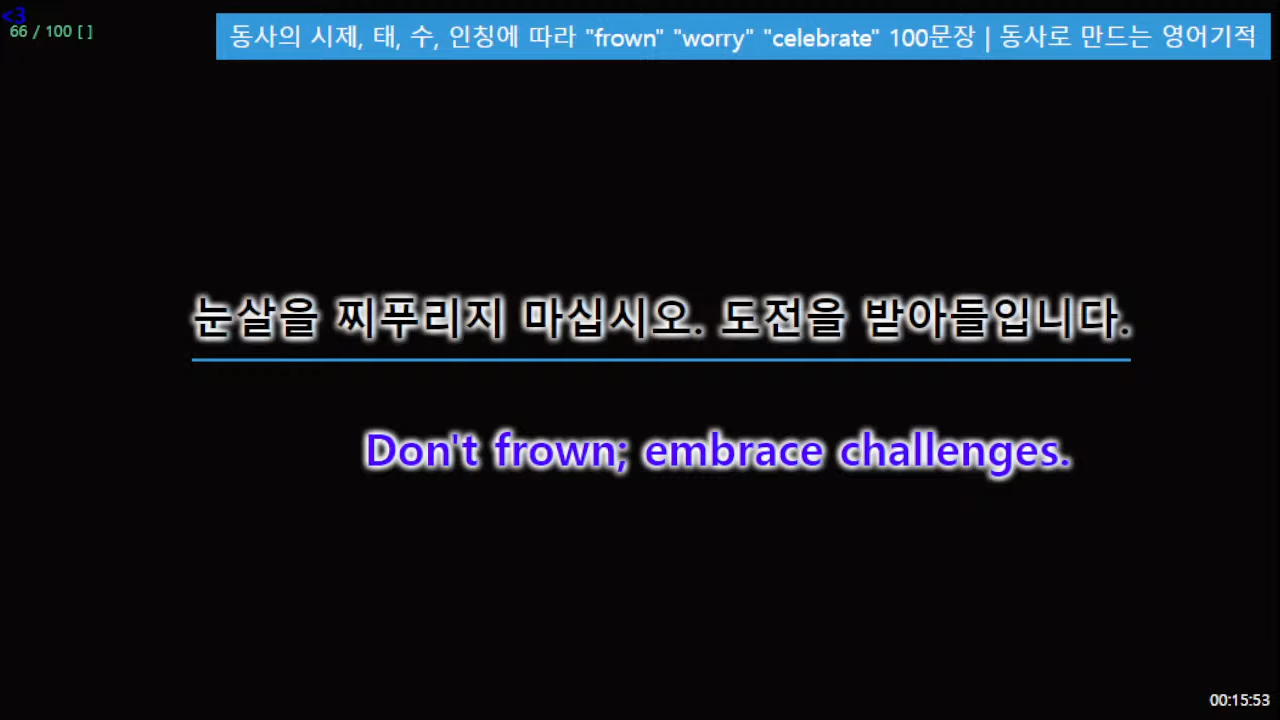 <3
66 / 100 [ ]
동사의 시제, 태, 수, 인칭에 따라 "frown" "worry" "celebrate" 100문장 | 동사로 만드는 영어기적
눈살을 찌푸리지 마십시오. 도전을 받아들입니다.
Don't frown; embrace challenges.
00:15:53